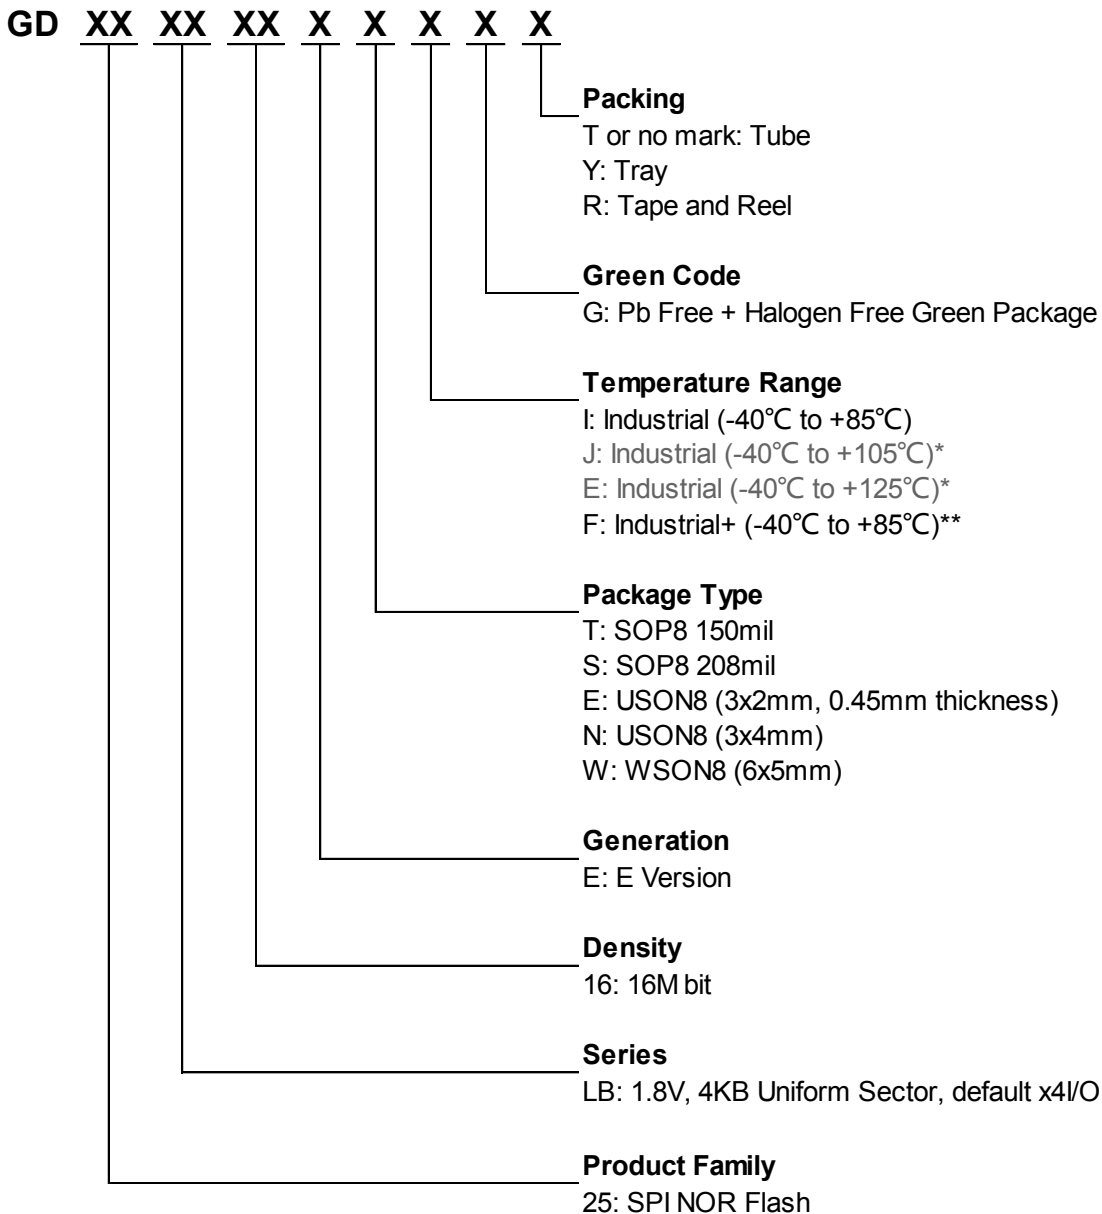 GD XX XX XX X X X X X
Packing
T or no mark: Tube
Y: Tray
R: Tape and Reel
Green Code
G: Pb Free + Halogen Free Green Package
Temperature Range
I: Industrial (-40℃ to +85℃)
J: Industrial (-40℃ to +105℃)*
E: Industrial (-40℃ to +125℃)*
F: Industrial+ (-40℃ to +85℃)**
Package Type
T: SOP8 150mil
S: SOP8 208mil
E: USON8 (3x2mm, 0.45mm thickness)
N: USON8 (3x4mm)
W: WSON8 (6x5mm)
Generation
E: E Version
Density
16: 16M bit
Series
LB: 1.8V, 4KB Uniform Sector, default x4I/O
Product Family
25: SPI NOR Flash